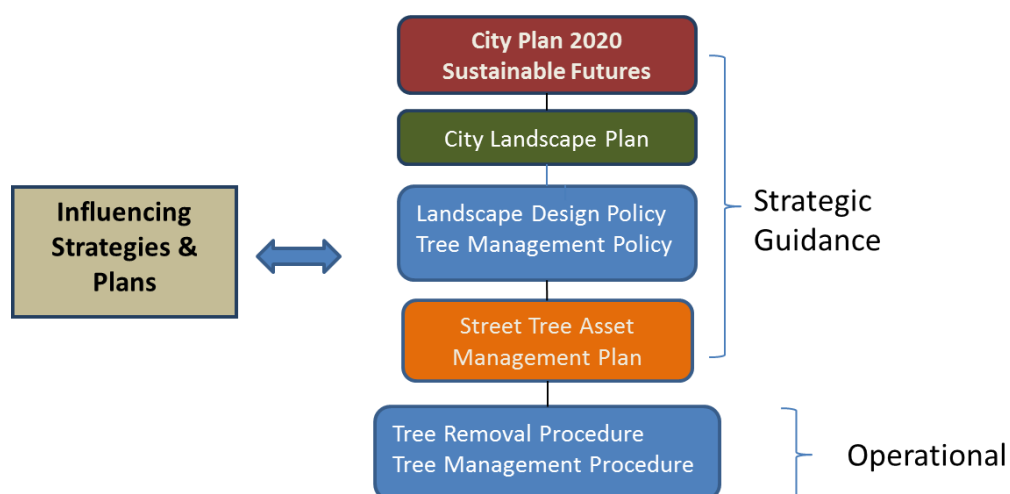 City Plan 2020
Sustainable Futures
City Landscape Plan
Influencing
Strategies &
Plans
Landscape Design Policy
Tree Management Policy
Strategic
Guidance
Street Tree Asset
Management Plan
Tree Removal Procedure
Tree Management Procedure
Operational